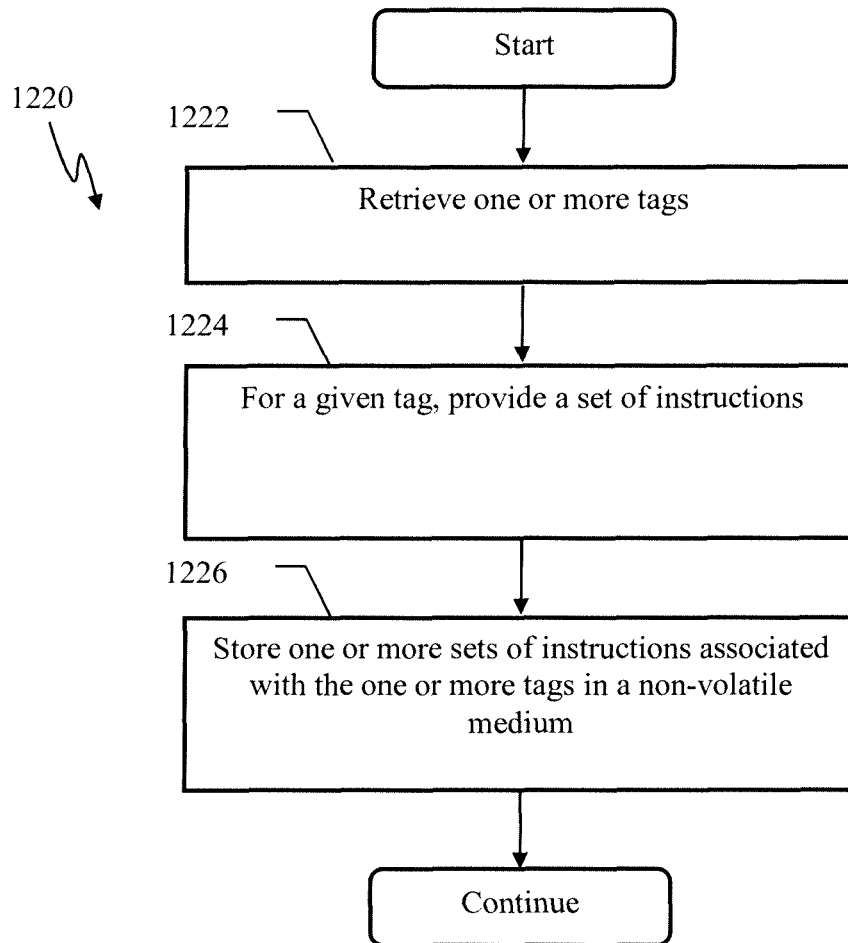 Start
1220
1222
Retrieve one or more tags
1224
For a given tag, provide a set of instructions
1226
Store one or more sets of instructions associated
with the one or more tags in a non-volatile
medium
Continue